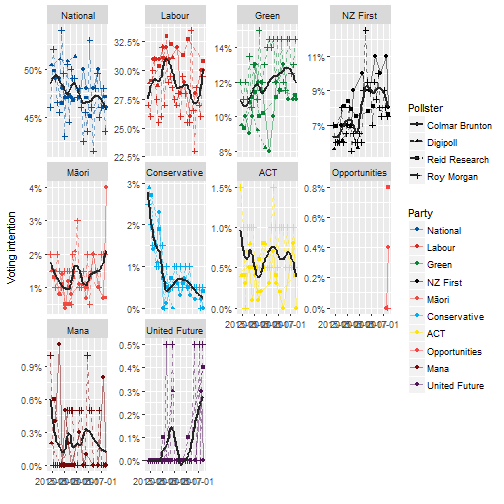 National
Labour
Green
NZ First
50%
45%
32.5%
30.0%
27.5%
25.0%
22.5%
14%
12%
10%
8%
11%
9%
7%
Māori
Conservative
ACT
Opportunities
4%
3%
2%
1%
3%
2%
1%
0%
1.5%
1.0%
0.5%
0.0%
0.8%
0.6%
0.4%
0.2%
0.0%
Mana
United Future
0.9%
0.6%
0.3%
0.0%
0.5%
0.4%
0.3%
0.2%
0.1%
0.0%
Voting intention
Pollster
Colmar Brunton
Digipoll
Reid Research
Roy Morgan
Party
National
Labour
Green
NZ First
Māori
Conservative
ACT
Opportunities
Mana
United Future